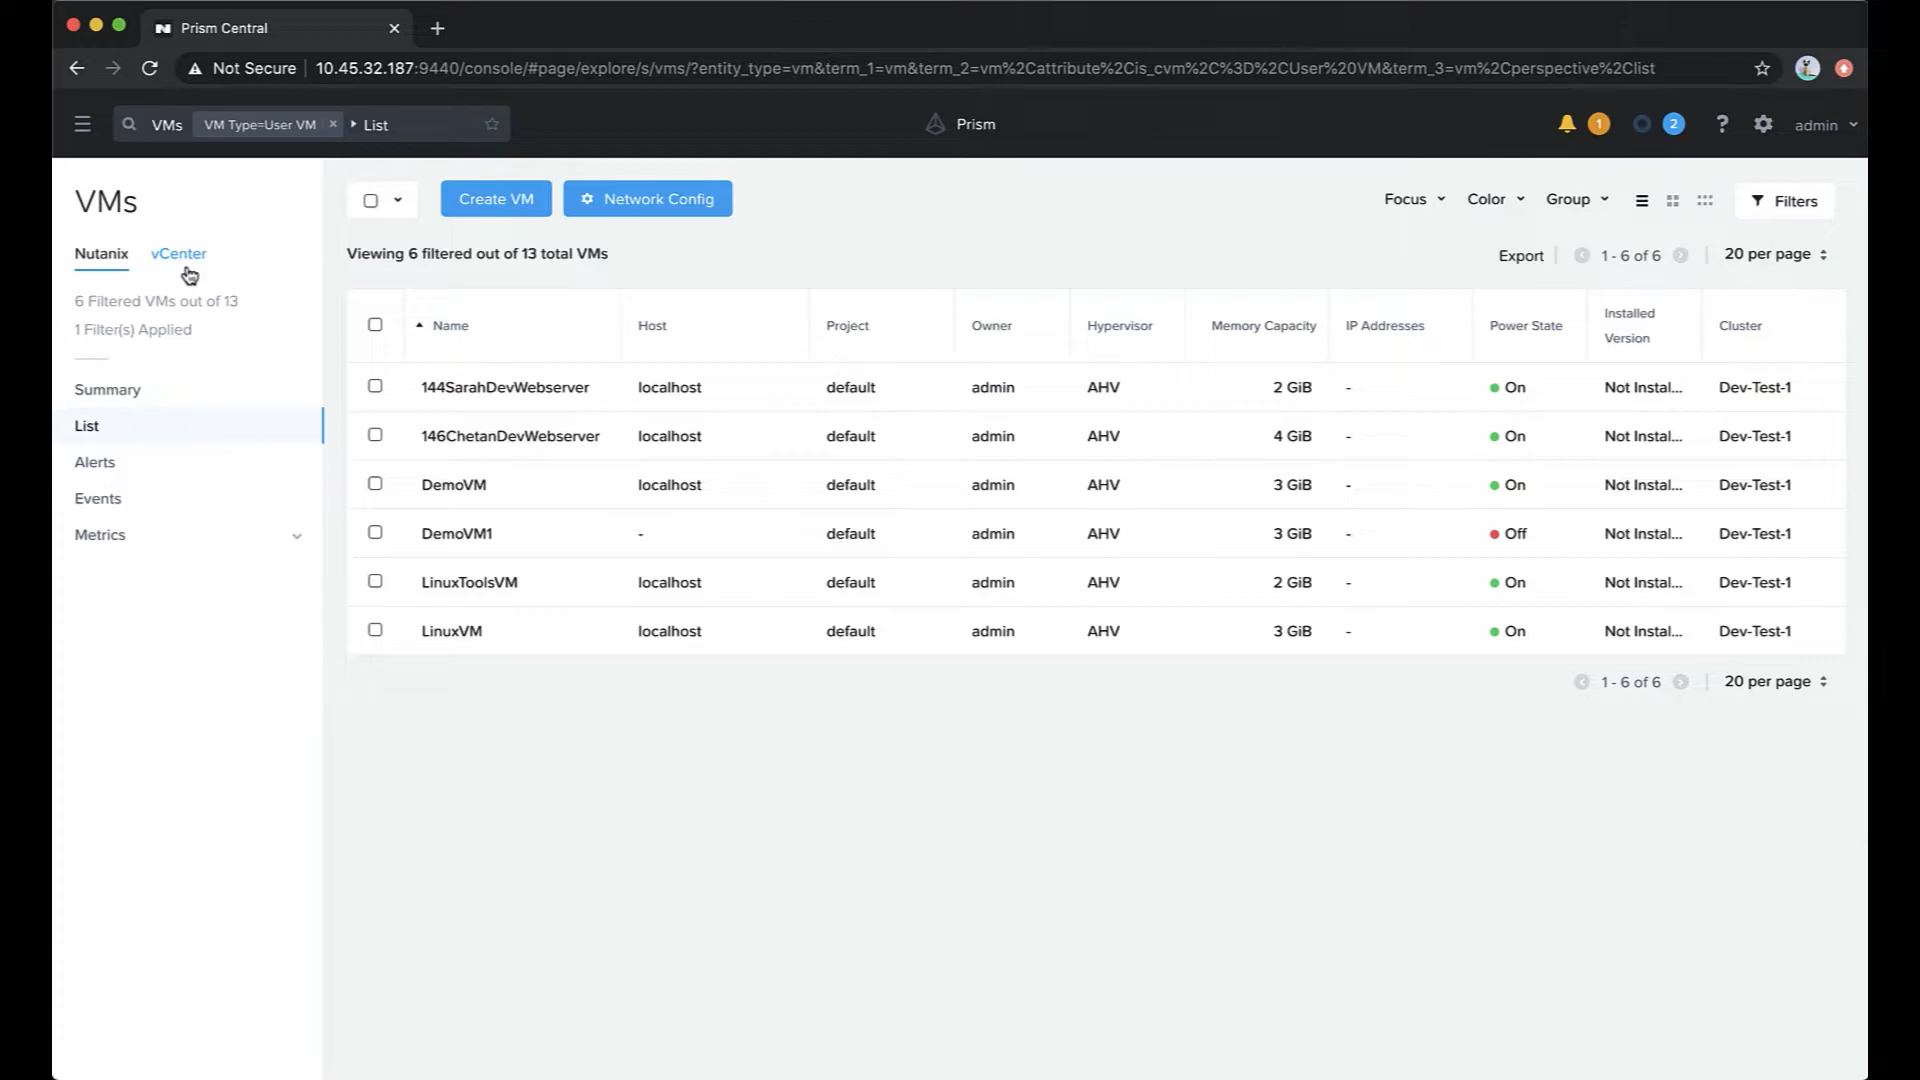 Prism Central
Not Secure
10.45.32.187:9440/console/#page/explore/s/vms/?entity_type=vm&term_1=vm&term_2=vm%2Cattribute%2Cis_cvm%2C%3D%2CUser%20VM&term_3=vm%2Cperspective%2Clist
VMs VM Type=User VM × List
Prism
1
2
?
admin
VMs
Create VM
Network Config
Focus
Color
Group
Filters
Nutanix vCenter
Viewing 6 filtered out of 13 total VMs
Export
1 - 6 of 6
20 per page
6 Filtered VMs out of 13
1 Filter(s) Applied
Summary
List
Alerts
Events
Metrics
Name Host Project Owner Hypervisor Memory Capacity IP Addresses Power State Installed Version Cluster
144SarahDevWebserver localhost default admin AHV 2 GiB - On Not Instal... Dev-Test-1
146ChetanDevWebserver localhost default admin AHV 4 GiB - On Not Instal... Dev-Test-1
DemoVM localhost default admin AHV 3 GiB - On Not Instal... Dev-Test-1
DemoVM1 - default admin AHV 3 GiB - Off Not Instal... Dev-Test-1
LinuxToolsVM localhost default admin AHV 2 GiB - On Not Instal... Dev-Test-1
LinuxVM localhost default admin AHV 3 GiB - On Not Instal... Dev-Test-1
1 - 6 of 6
20 per page